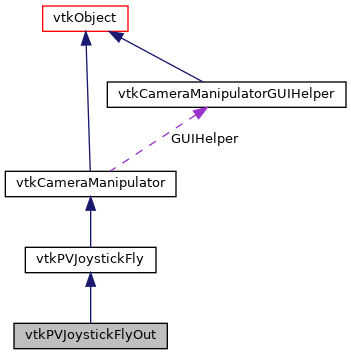 vtkObject
vtkCameraManipulatorGUIHelper
GUIHelper
vtkCameraManipulator
vtkPVJoystickFly
vtkPVJoystickFlyOut